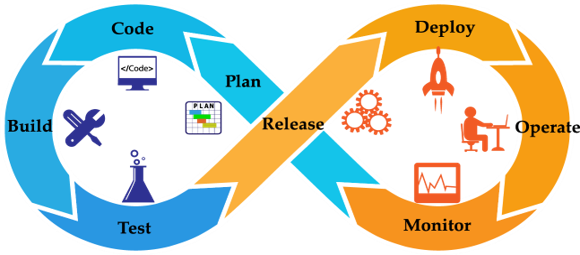 Code
Deploy
</Code>
Plan
PLAN
Build
Release
Operate
Test
Monitor